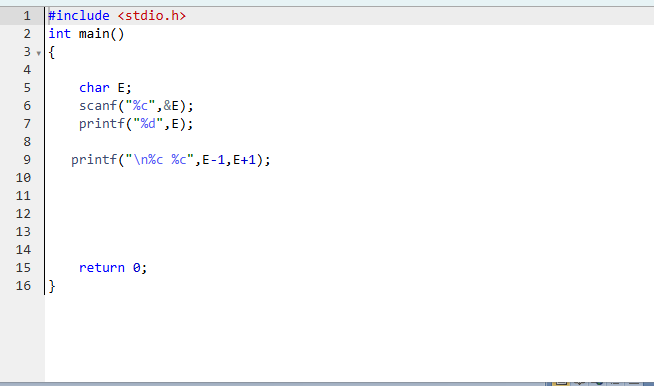 1 #include <stdio.h>
2 int main()
3 {
4
5 char E;
6 scanf("%c",&E);
7 printf("%d",E);
8
9 printf("\n%c %c",E-1,E+1);
10
11
12
13
14
15 return 0;
16 }